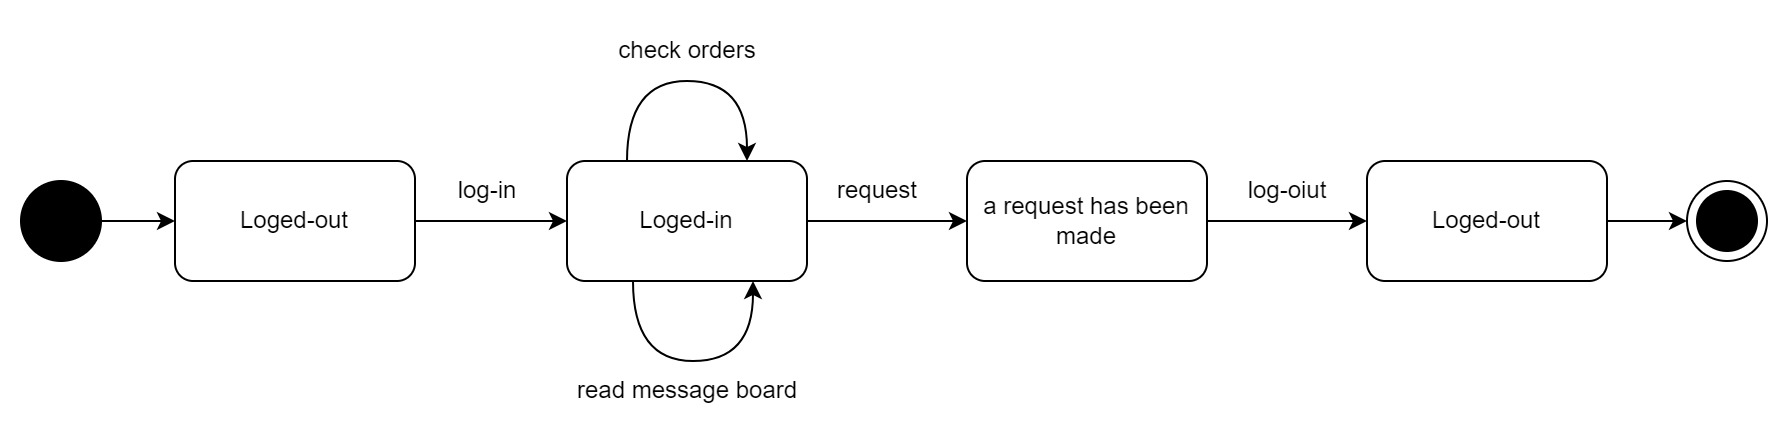 check orders
Loged-out
log-in
Loged-in
request
a request has been
made
log-oiut
Loged-out
read message board